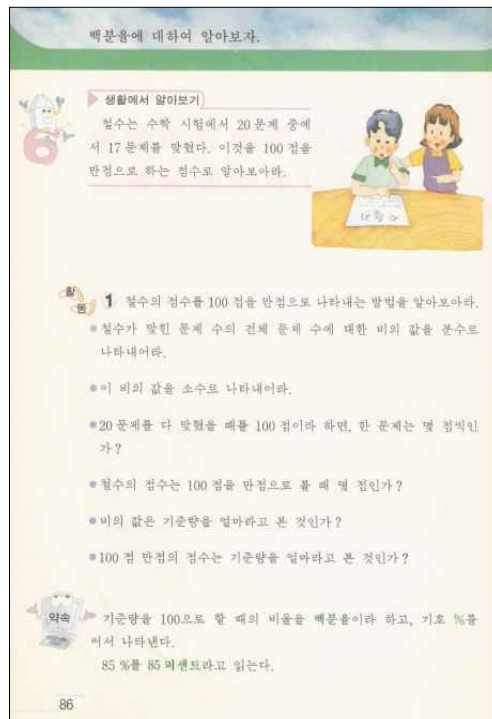 백분율에 대하여 알아보자.
생활에서 알아보기
철수는 수학 시험에서 20 문제 중에
서 17 문제를 맞혔다. 이것을 100 점을
만점으로 하는 점수로 알아보아라.
활동 1 철수의 점수를 100 점을 만점으로 나타내는 방법을 알아보아라.
철수가 맞힌 문제 수의 전체 문제 수에 대한 비의 값을 분수로
나타내어라.
이 비의 값을 소수로 나타내어라.
20 문제를 다 맞혔을 때를 100 점이라 하면, 한 문제는 몇 점씩인
가?
철수의 점수는 100 점을 만점으로 볼 때 몇 점인가?
비의 값은 기준량을 얼마라고 본 것인가?
100 점 만점의 점수는 기준량을 얼마라고 본 것인가?
약속 기준량을 100으로 할 때의 비율을 백분율이라 하고, 기호 %를
써서 나타낸다.
85 %를 85 퍼센트라고 읽는다.
86